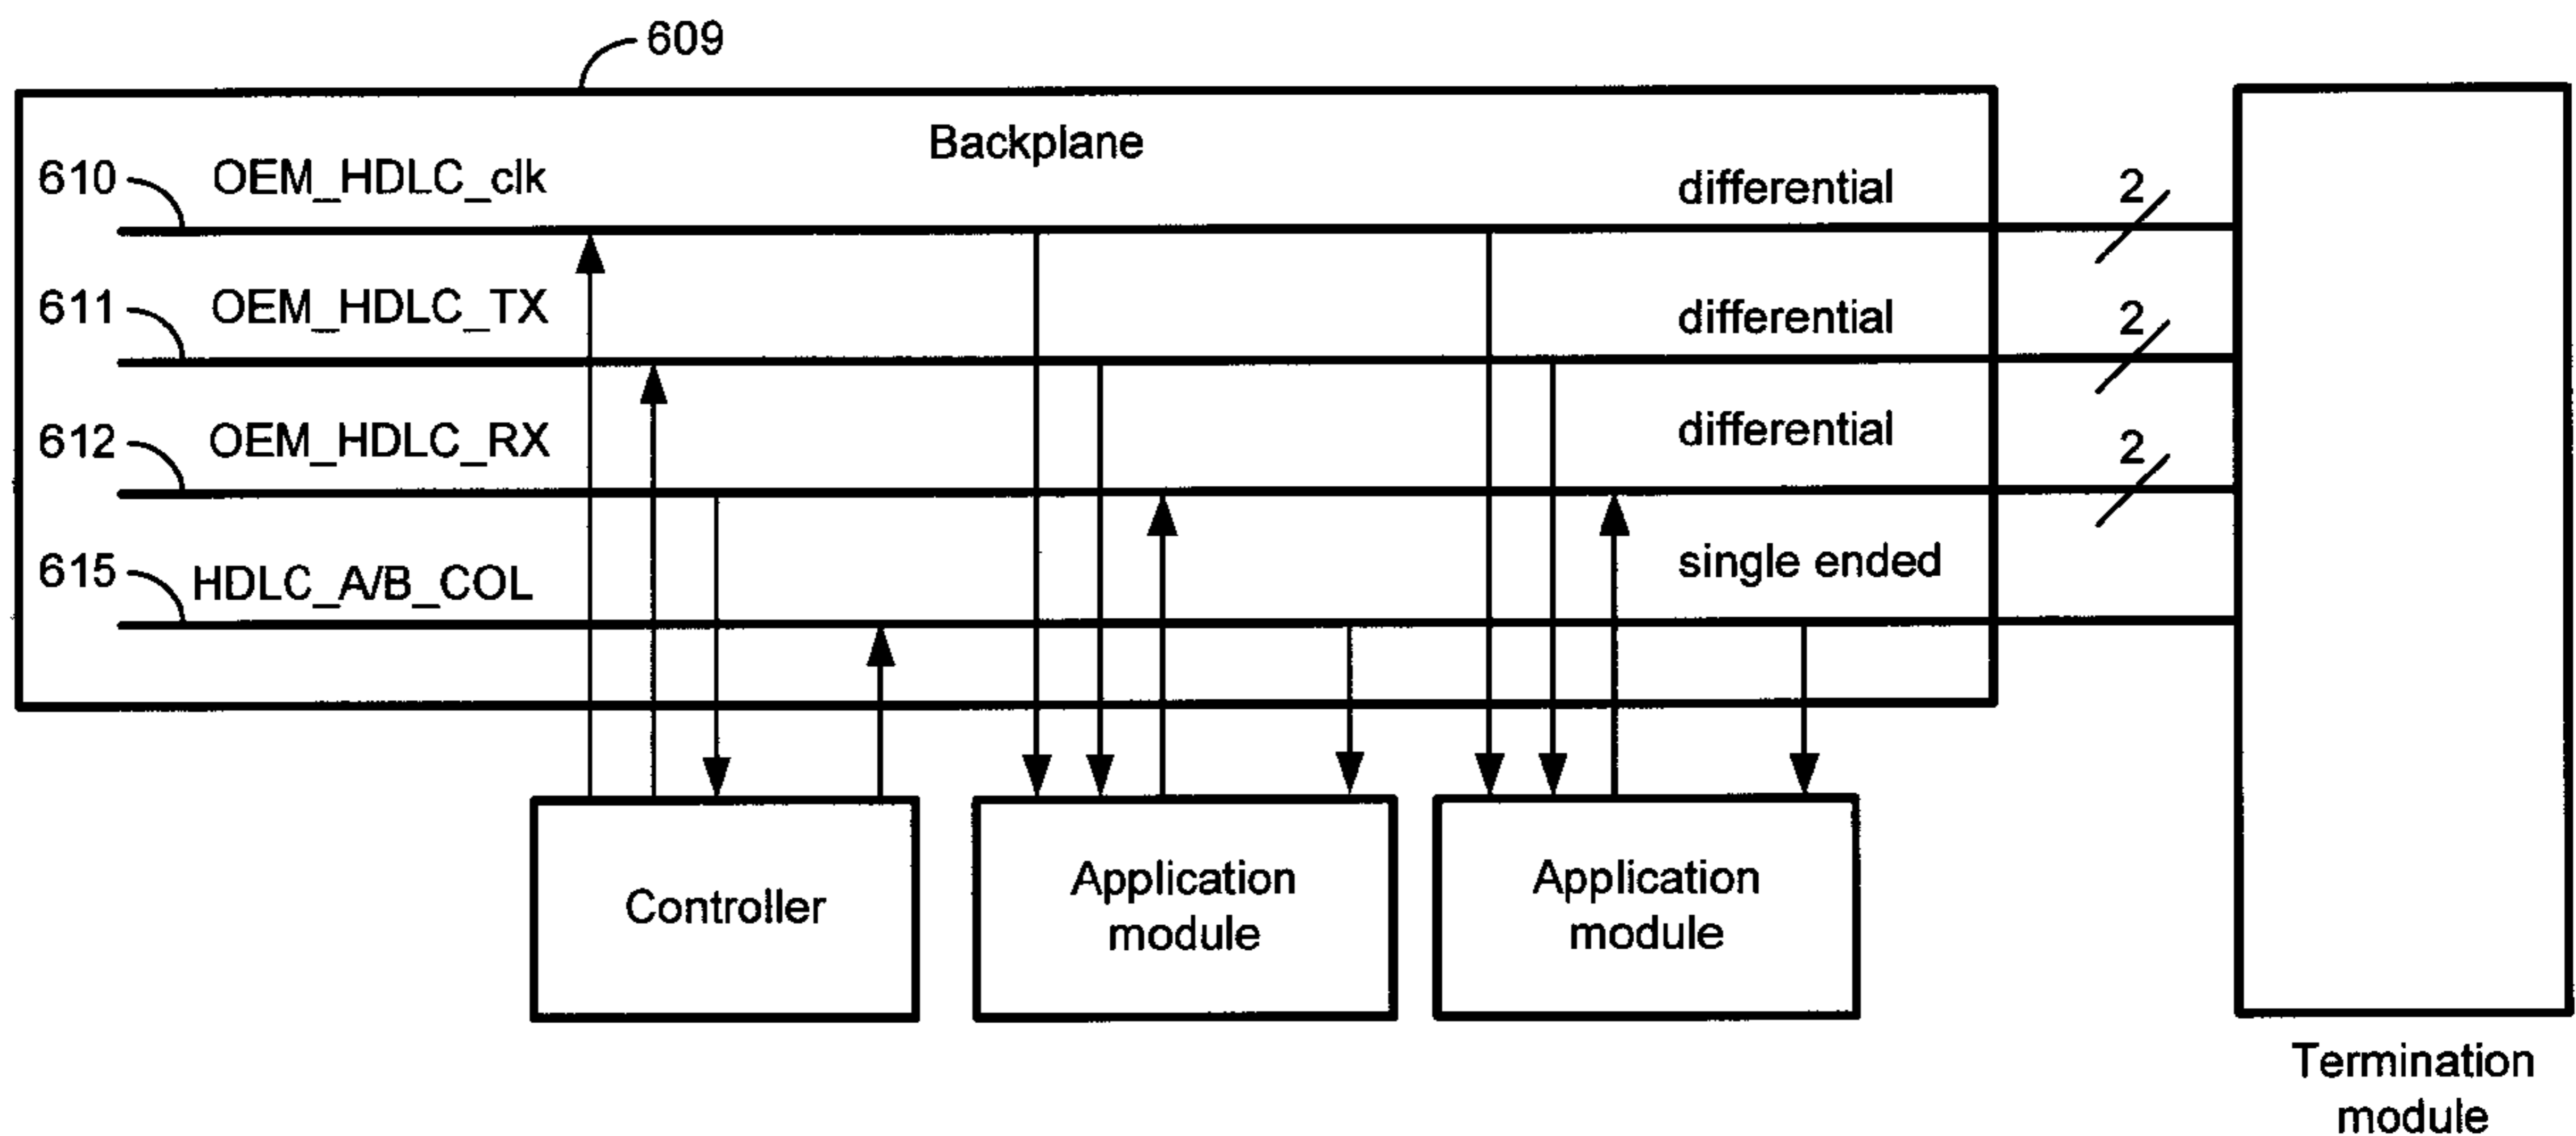 609
Backplane
610 OEM_HDLC_clk differential 2
611 OEM_HDLC_TX differential 2
612 OEM_HDLC_RX differential 2
615 HDLC_A/B_COL single ended
Controller
Application
module
Application
module
Termination
module